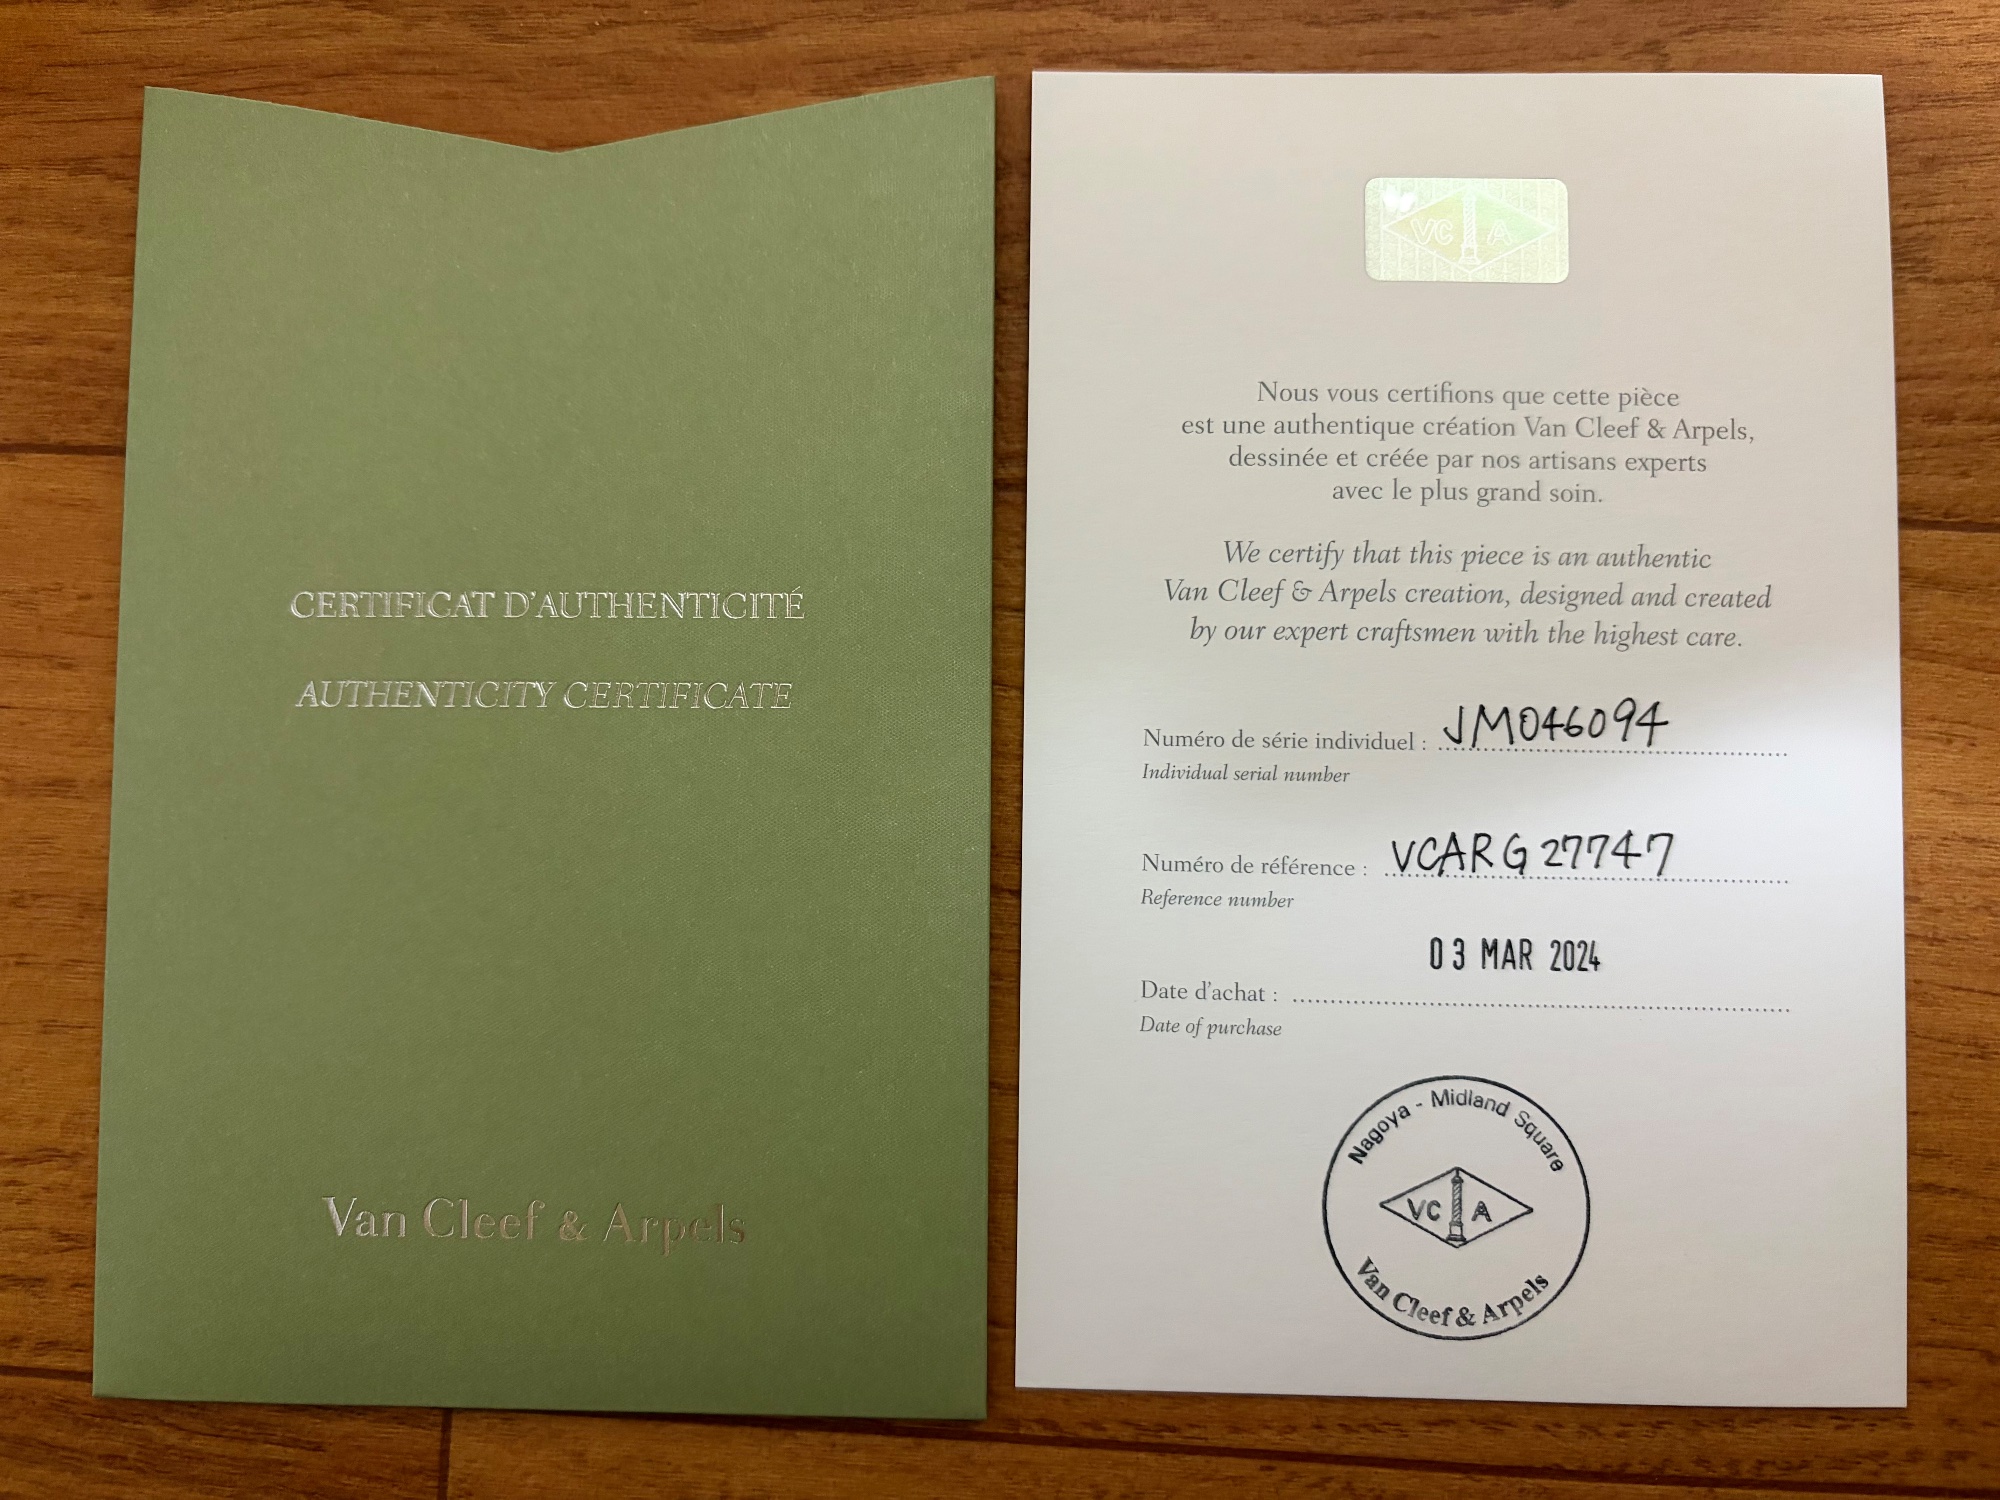 CERTIFICAT D'AUTHENTICITÉ
AUTHENTICITY CERTIFICATE
Van Cleef & Arpels
VC A
Nous vous certifions que cette pièce
est une authentique création Van Cleef & Arpels,
dessinée et créée par nos artisans experts
avec le plus grand soin.
We certify that this piece is an authentic
Van Cleef & Arpels creation, designed and created
by our expert craftsmen with the highest care.
Numéro de série individuel : JM046094
Individual serial number
Numéro de référence : VCARG27747
Reference number
03 MAR 2024
Date d'achat :
Date of purchase
Nagoya - Midland Square
VC A
Van Cleef & Arpels